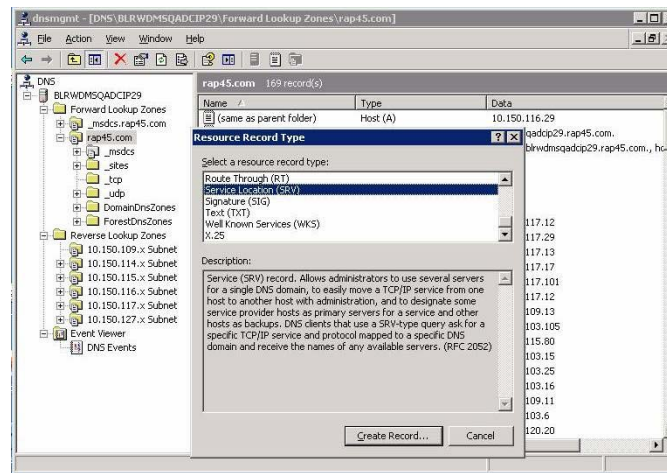 dnsmgmt - [DNS\BLRWDMSQADCIP29\Forward Lookup Zones\rap45.com]
File Action View Window Help
DNS
BLRWDMSQADCIP29
Forward Lookup Zones
_msdcs.rap45.com
rap45.com
_msdcs
_sites
_tcp
_udp
DomainDnsZones
ForestDnsZones
Reverse Lookup Zones
10.150.109.x Subnet
10.150.114.x Subnet
10.150.115.x Subnet
10.150.116.x Subnet
10.150.117.x Subnet
10.150.127.x Subnet
Event Viewer
DNS Events
rap45.com 169 record(s)
Name Type Data
(same as parent folder) Host (A) 10.150.116.29
qadcip29.rap45.com.
blrwdmsqadcip29.rap45.com., ho
117.12
117.29
117.13
117.17
117.101
117.12
109.13
103.105
115.80
103.15
103.25
103.16
109.11
103.6
120.20
Resource Record Type
Select a resource record type:
Route Through (RT)
Service Location (SRV)
Signature (SIG)
Text (TXT)
Well Known Services (WKS)
X.25
Description:
Service (SRV) record. Allows administrators to use several servers
for a single DNS domain, to easily move a TCP/IP service from one
host to another host with administration, and to designate some
service provider hosts as primary servers for a service and other
hosts as backups. DNS clients that use a SRV-type query ask for a
specific TCP/IP service and protocol mapped to a specific DNS
domain and receive the names of any available servers. (RFC 2052)
Create Record... Cancel